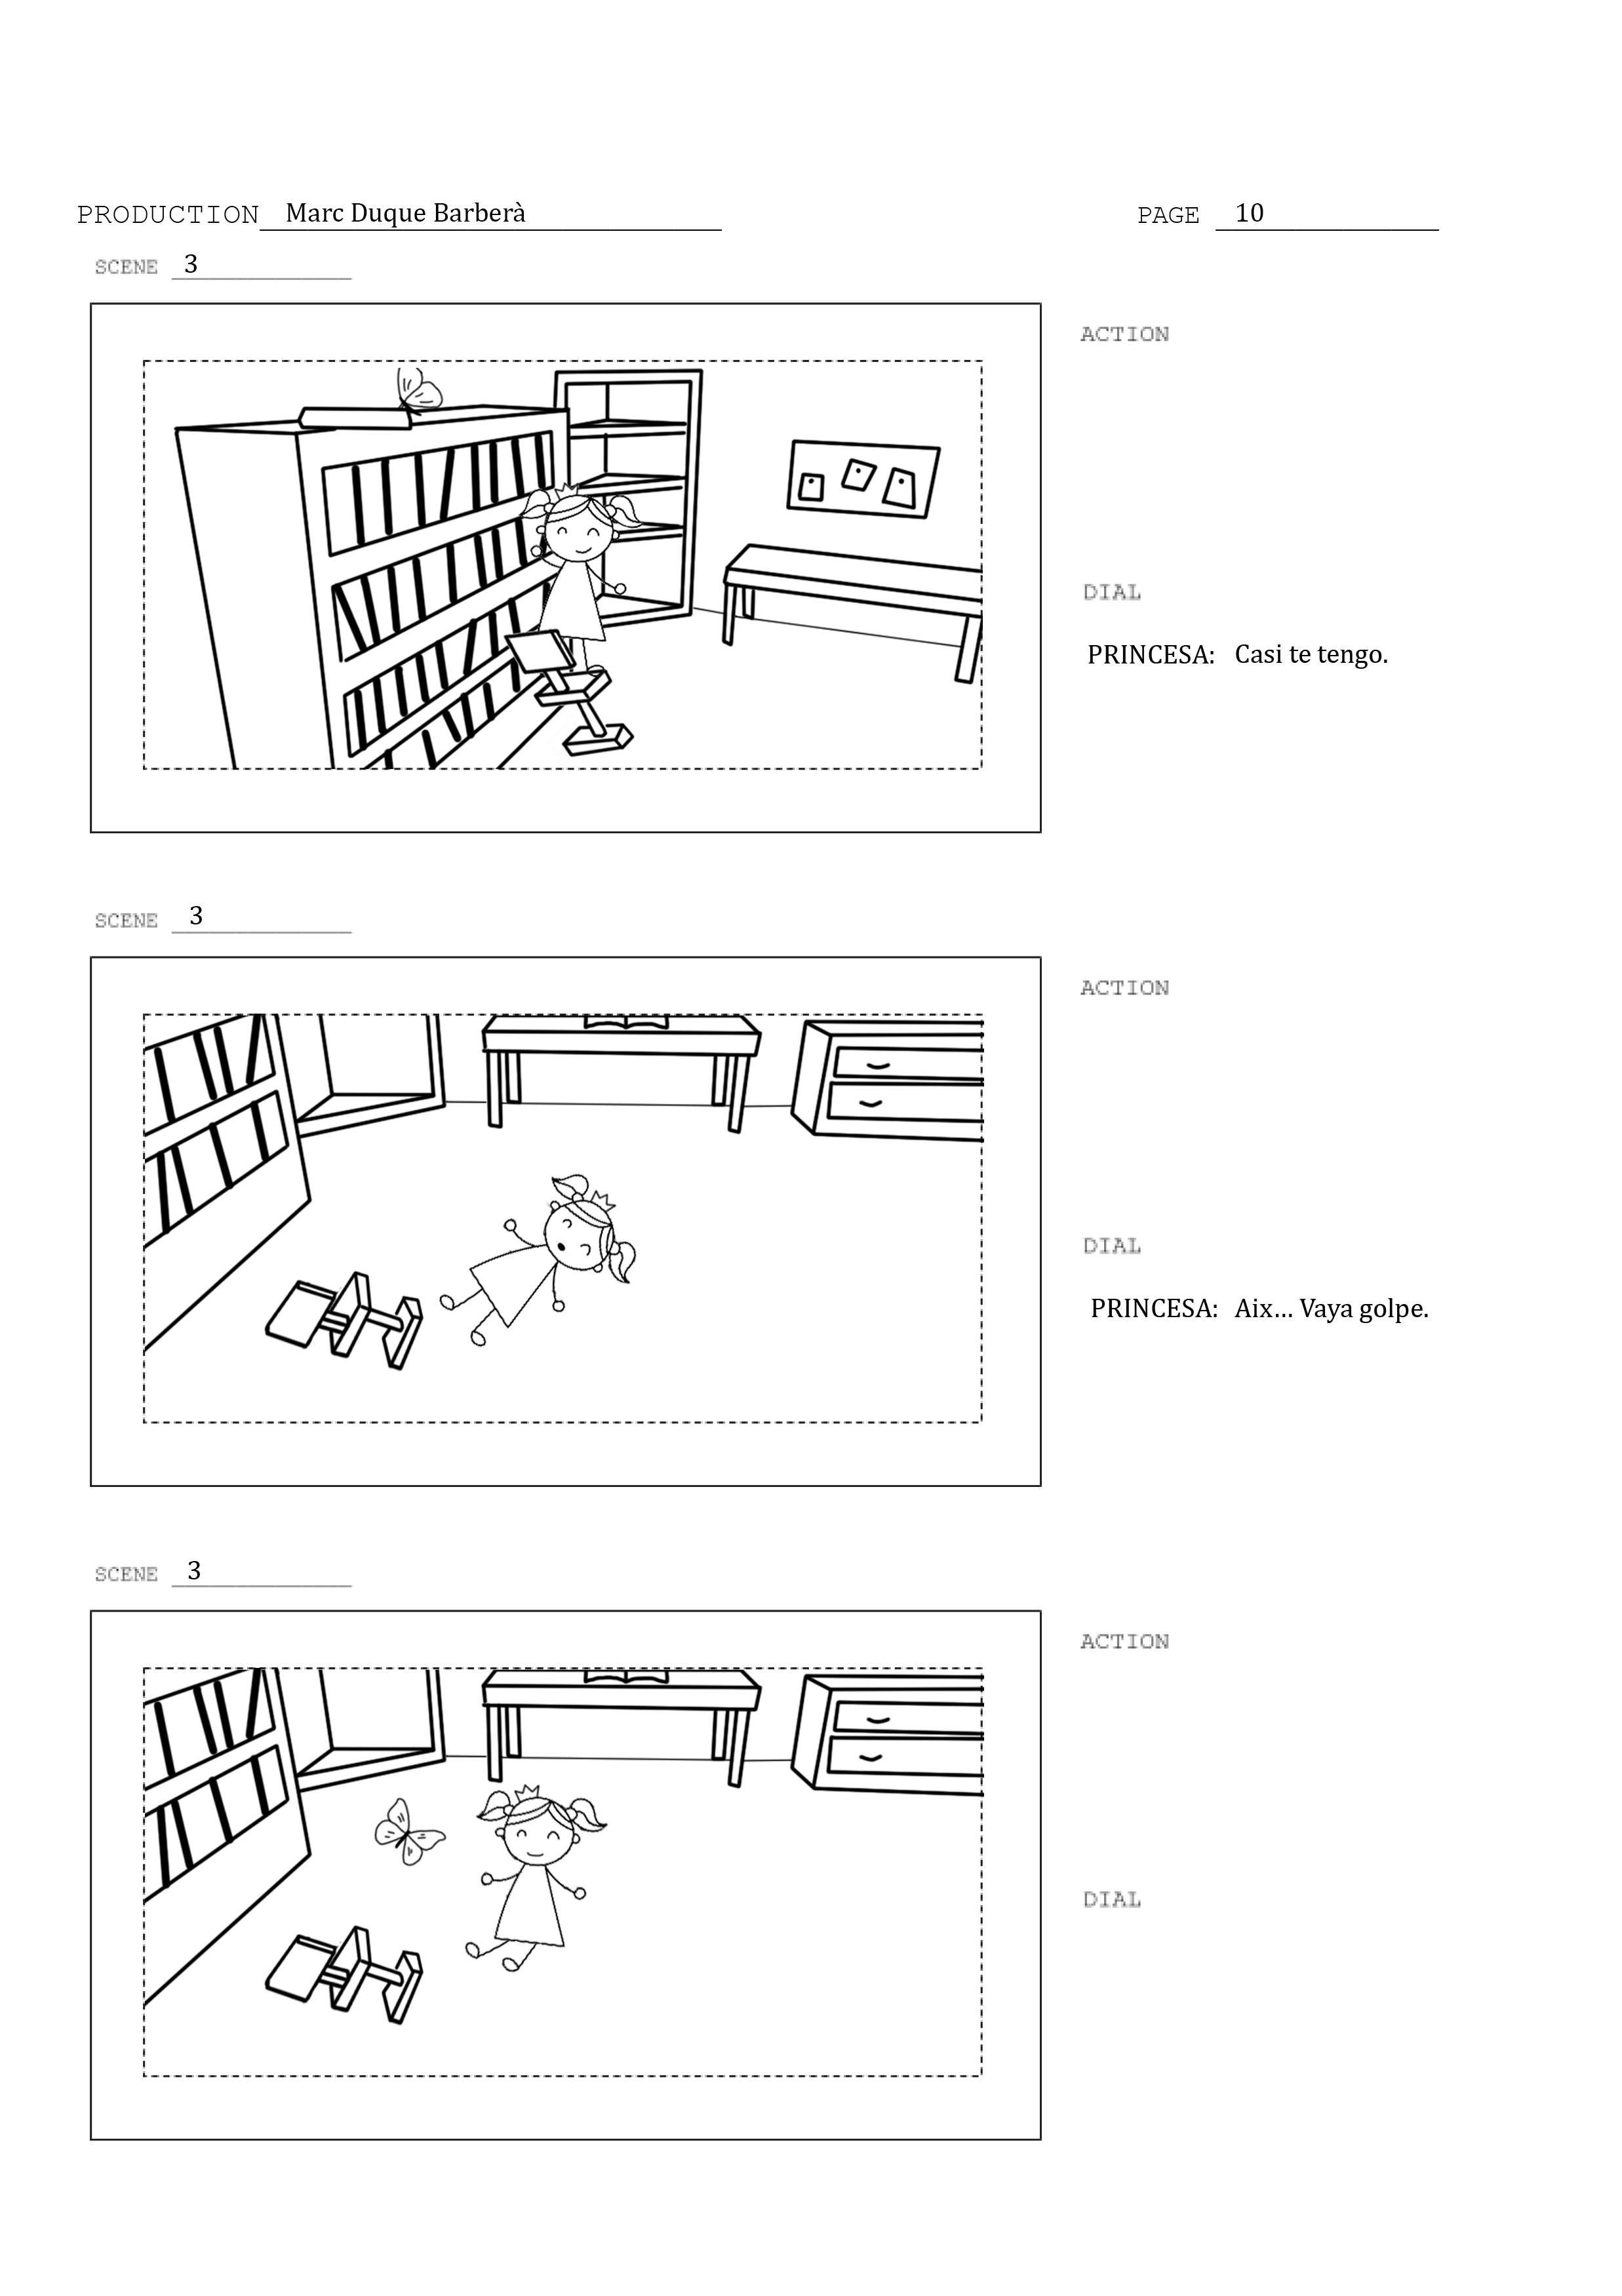 PRODUCTION Marc Duque Barberà PAGE 10
SCENE 3
ACTION
DIAL
PRINCESA: Casi te tengo.
SCENE 3
ACTION
DIAL
PRINCESA: Aix... Vaya golpe.
SCENE 3
ACTION
DIAL